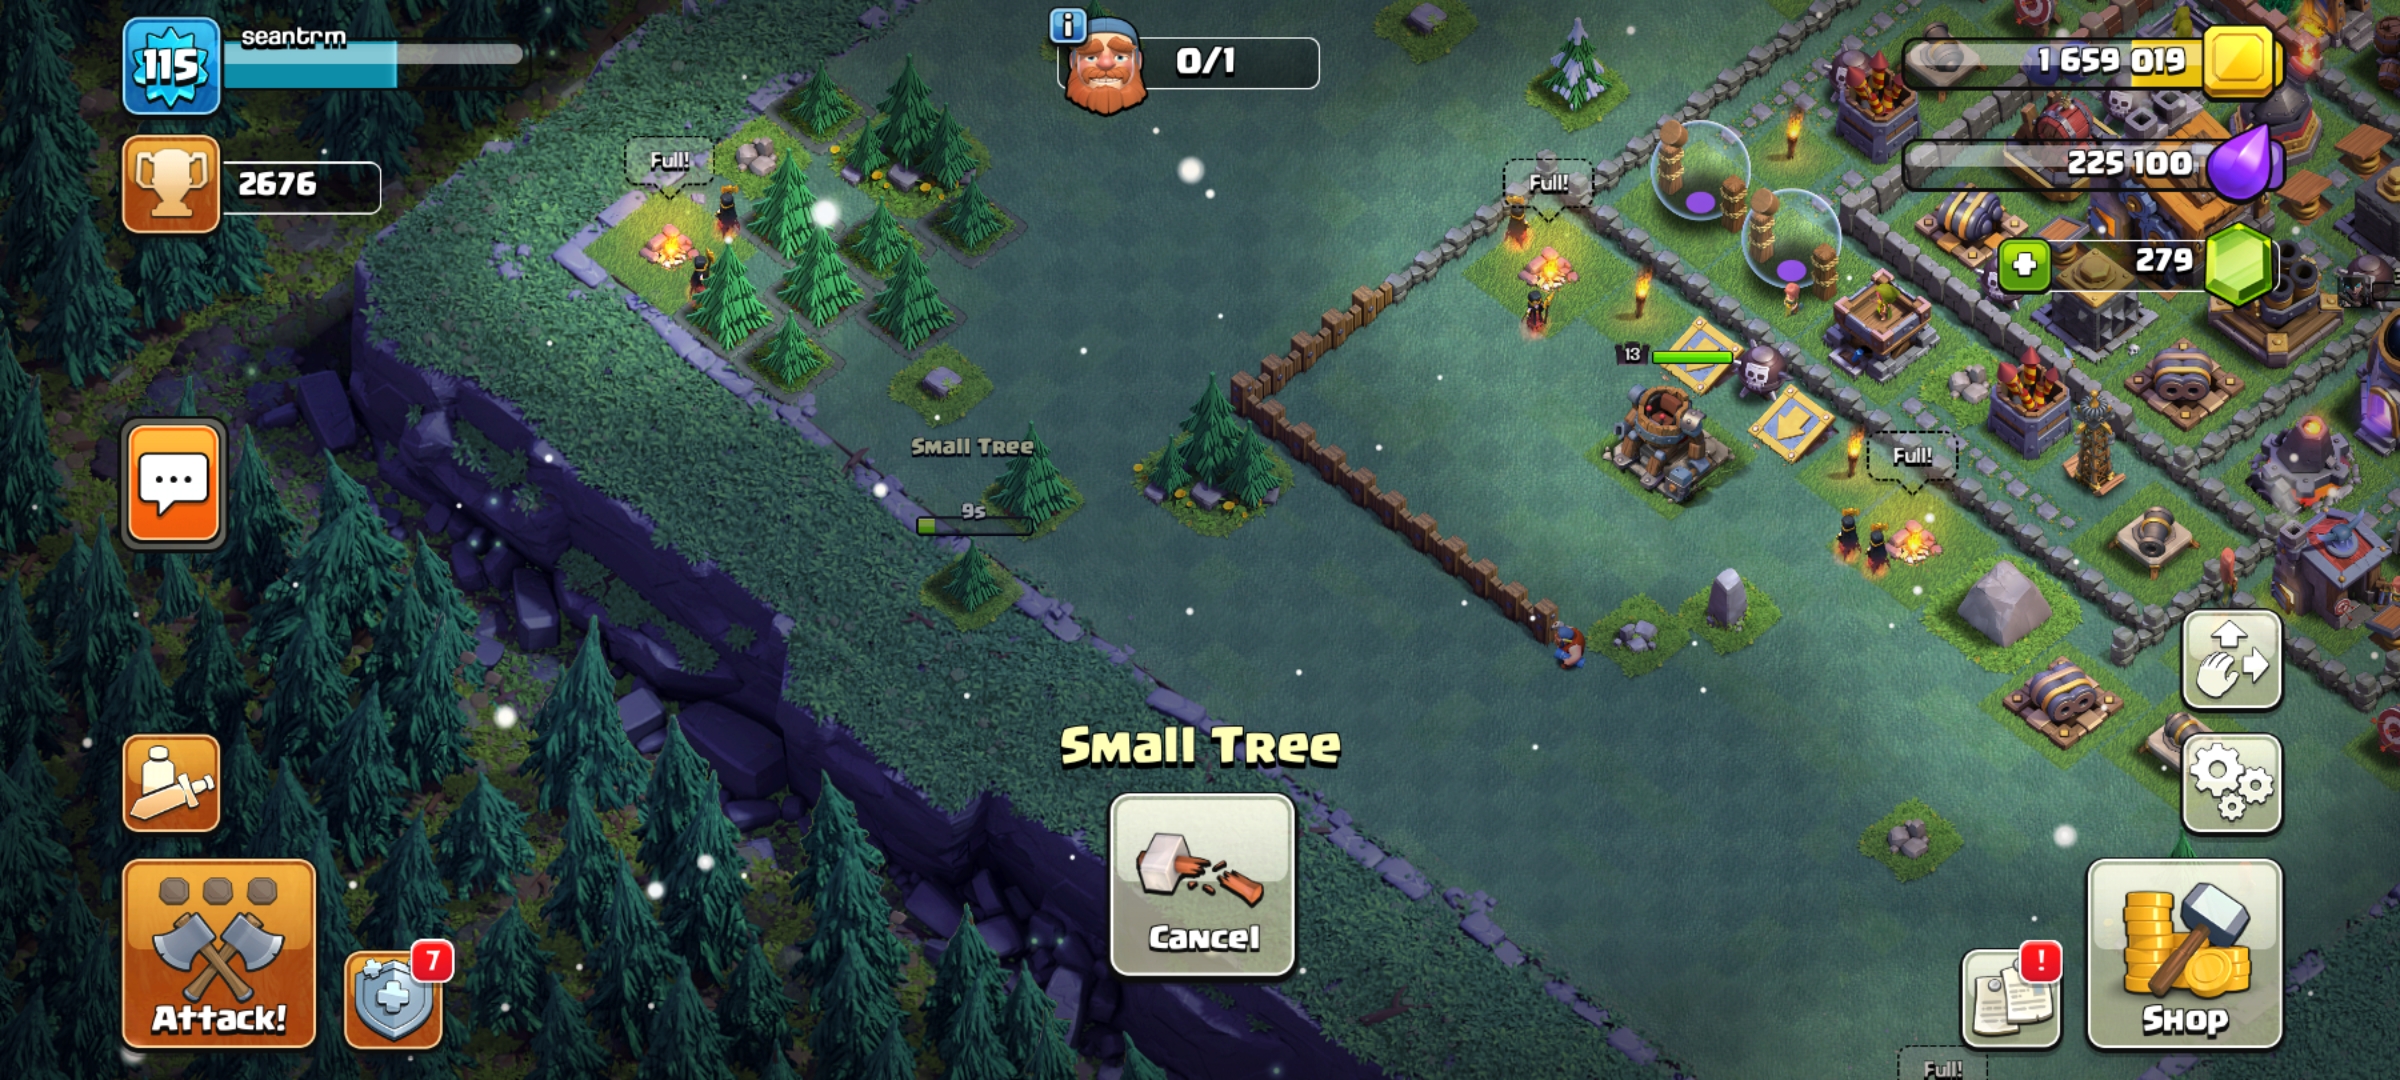 115
seantrm
0/1
1 659 019
2676
225 100
279
Full!
Full!
13
Small Tree
9s
Full!
Small Tree
Cancel
Attack!
7
!
Shop
Full!